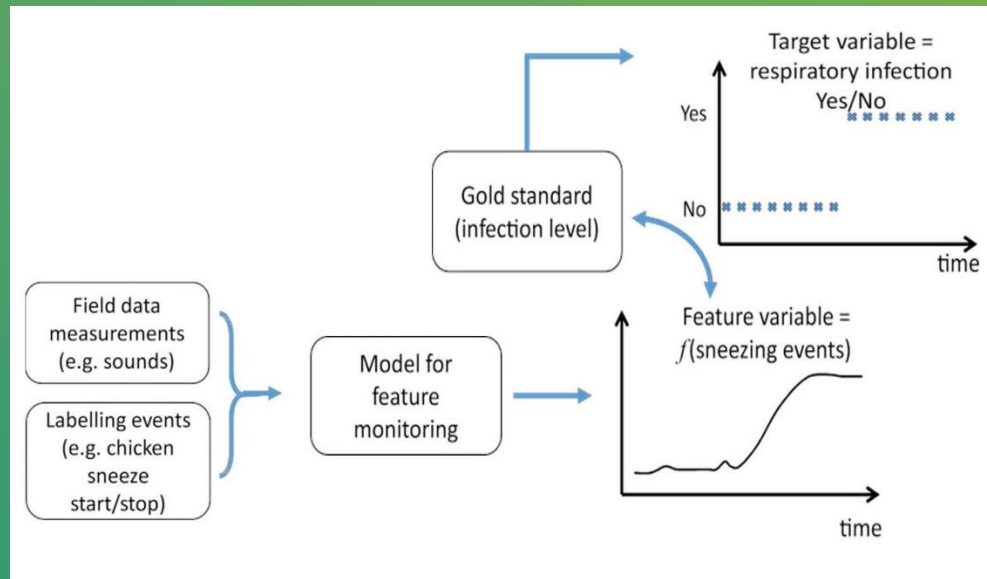 Target variable =
respiratory infection
Yes/No
Yes
No
time
Gold standard
(infection level)
Field data
measurements
(e.g. sounds)
Labelling events
(e.g. chicken
sneeze
start/stop)
Model for
feature
monitoring
Feature variable =
f(sneezing events)
time